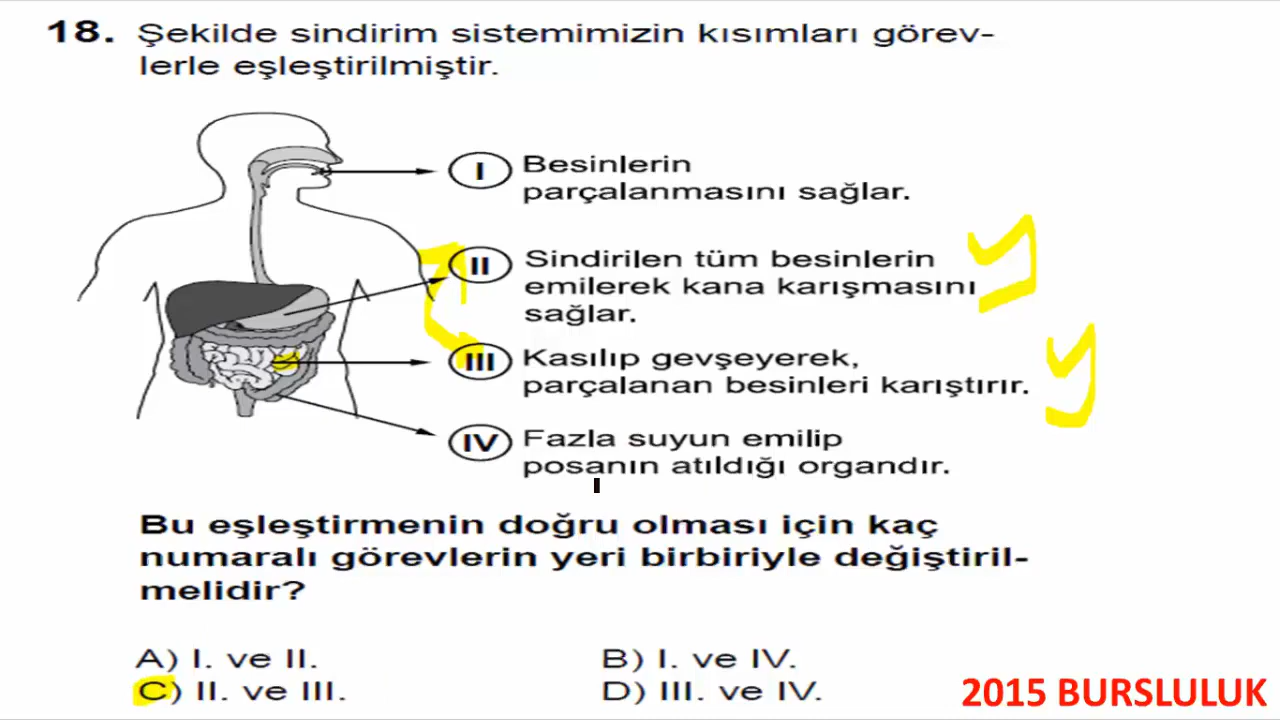 18. Şekilde sindirim sistemimizin kısımları görev-
lerle eşleştirilmiştir.
I Besinlerin
parçalanmasını sağlar.
II Sindirilen tüm besinlerin
emilerek kana karışmasını
sağlar.
y
III Kasılıp gevşeyerek,
parçalanan besinleri karıştırır.
y
IV Fazla suyun emilip
posanın atıldığı organdır.
Bu eşleştirmenin doğru olması için kaç
numaralı görevlerin yeri birbiriyle değiştiril-
melidir?
A) I. ve II. B) I. ve IV.
C) II. ve III. D) III. ve IV.
2015 BURSLULUK